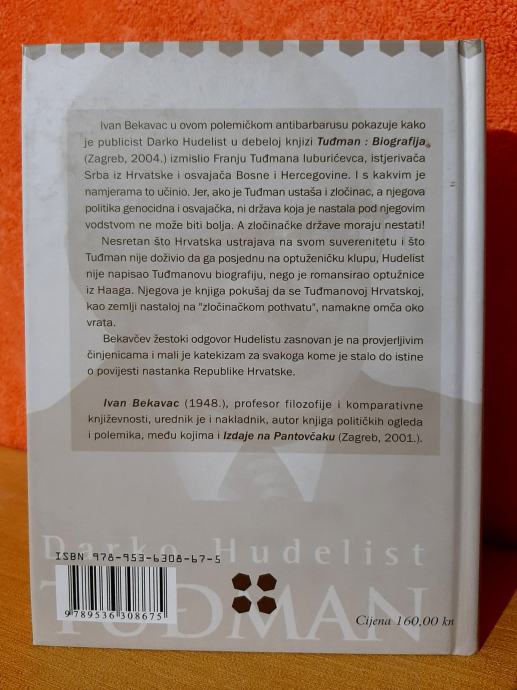 Ivan Bekavac u ovom polemičkom antibarbarusu pokazuje kako
je publicist Darko Hudelist u debeloj knjizi Tuđman : Biografija
(Zagreb, 2004.) izmislio Franju Tuđmana luburićevca, istjerivača
Srba iz Hrvatske i osvajača Bosne i Hercegovine. I s kakvim je
namjerama to učinio. Jer, ako je Tuđman ustaša i zločinac, a njegova
politika genocidna i osvajačka, ni država koja je nastala pod njegovim
vodstvom ne može biti bolja. A zločinačke države moraju nestati!
Nesretan što Hrvatska ustrajava na svom suverenitetu i što
Tuđman nije doživio da ga posjednu na optuženičku klupu, Hudelist
nije napisao Tuđmanovu biografiju, nego je romansirao optužnice
iz Haaga. Njegova je knjiga pokušaj da se Tuđmanovoj Hrvatskoj,
kao zemlji nastaloj na "zločinačkom pothvatu", namakne omča oko
vrata.
Bekavčev žestoki odgovor Hudelistu zasnovan je na provjerljivim
činjenicama i mali je katekizam za svakoga kome je stalo do istine
o povijesti nastanka Republike Hrvatske.
Ivan Bekavac (1948.), profesor filozofije i komparativne
književnosti, urednik je i nakladnik, autor knjiga političkih ogleda
i polemika, među kojima i Izdaje na Pantovčaku (Zagreb, 2001.).
Darko Hudelist
ISBN 978-953-6308-67-5
TUĐMAN
9 789536 308675
Cijena 160,00 kn